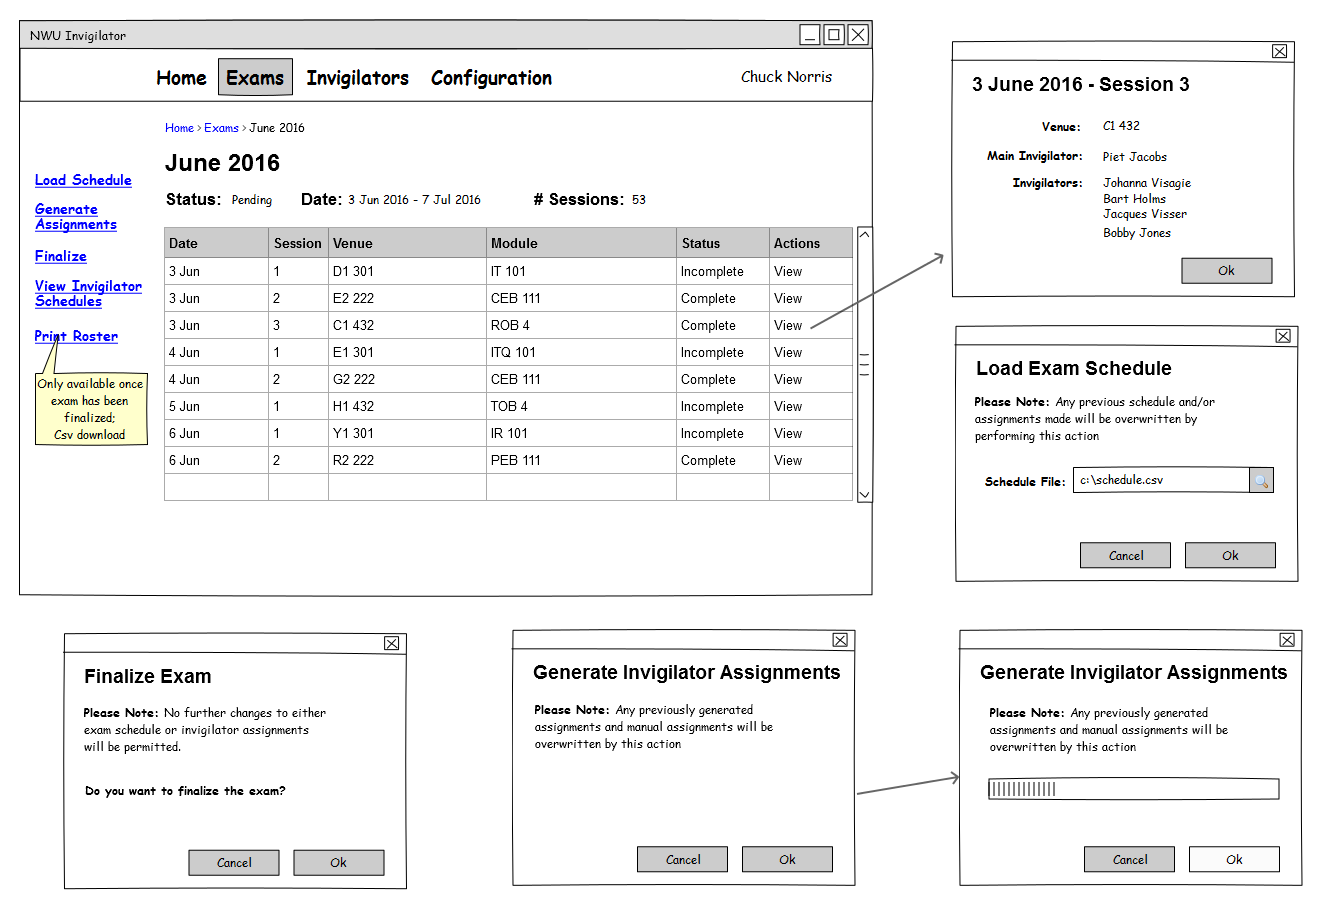 NWU Invigilator
Home Exams Invigilators Configuration Chuck Norris
Home > Exams > June 2016
June 2016
Status: Pending Date: 3 Jun 2016 - 7 Jul 2016 # Sessions: 53
Load Schedule
Generate
Assignments
Finalize
View Invigilator
Schedules
Print Roster
Only available once
exam has been
finalized;
Csv download
Date Session Venue Module Status Actions
3 Jun 1 D1 301 IT 101 Incomplete View
3 Jun 2 E2 222 CEB 111 Complete View
3 Jun 3 C1 432 ROB 4 Complete View
4 Jun 1 E1 301 ITQ 101 Incomplete View
4 Jun 2 G2 222 CEB 111 Complete View
5 Jun 1 H1 432 TOB 4 Incomplete View
6 Jun 1 Y1 301 IR 101 Incomplete View
6 Jun 2 R2 222 PEB 111 Complete View
3 June 2016 - Session 3
Venue: C1 432
Main Invigilator: Piet Jacobs
Invigilators: Johanna Visagie
Bart Holms
Jacques Visser
Bobby Jones
Ok
Load Exam Schedule
Please Note: Any previous schedule and/or
assignments made will be overwritten by
performing this action
Schedule File: c:\schedule.csv
Cancel Ok
Finalize Exam
Please Note: No further changes to either
exam schedule or invigilator assignments
will be permitted.
Do you want to finalize the exam?
Cancel Ok
Generate Invigilator Assignments
Please Note: Any previously generated
assignments and manual assignments will be
overwritten by this action
Cancel Ok
Generate Invigilator Assignments
Please Note: Any previously generated
assignments and manual assignments will be
overwritten by this action
Cancel Ok